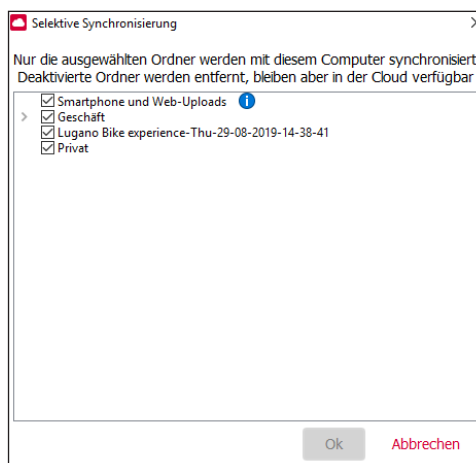 Selektive Synchronisierung
Nur die ausgewählten Ordner werden mit diesem Computer synchronisiert
Deaktivierte Ordner werden entfernt, bleiben aber in der Cloud verfügbar
Smartphone und Web-Uploads
Geschäft
Lugano Bike experience-Thu-29-08-2019-14-38-41
Privat
Ok Abbrechen